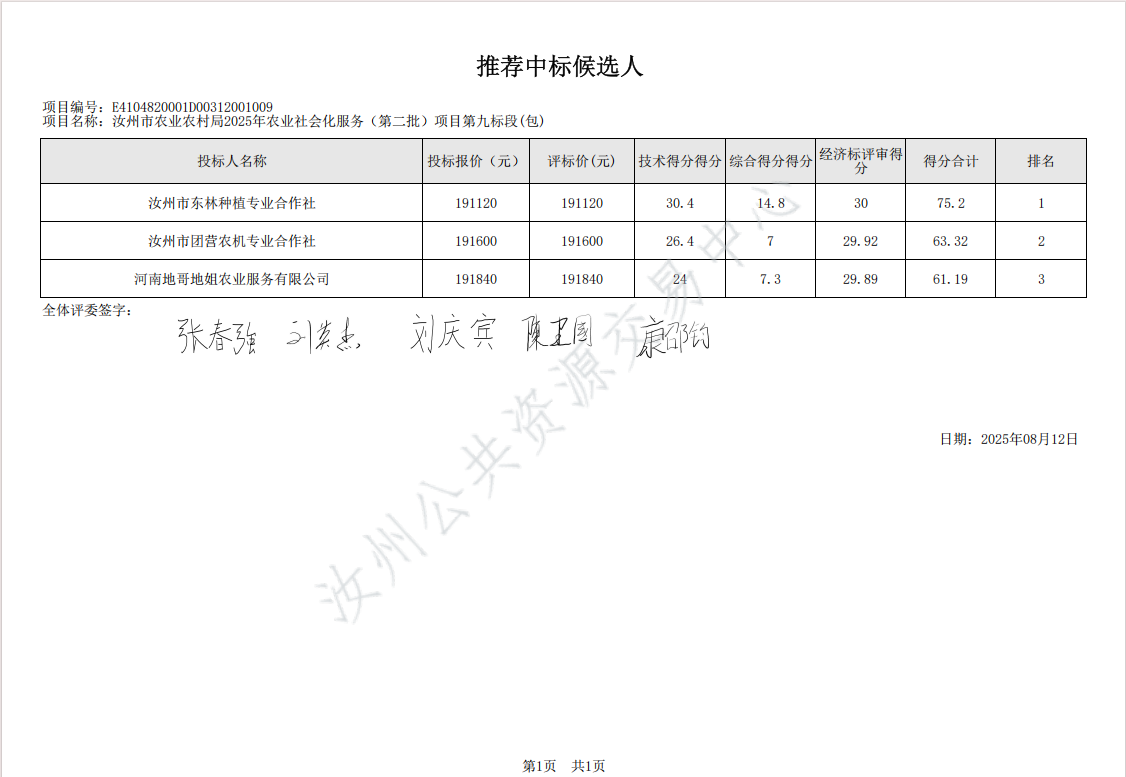 推荐中标候选人
项目编号：E4104820001D00312001009
项目名称：汝州市农业农村局2025年农业社会化服务（第二批）项目第九标段(包)
投标人名称 投标报价（元） 评标价(元) 技术得分得分 综合得分得分 经济标评审得分 得分合计 排名
汝州市东林种植专业合作社 191120 191120 30.4 14.8 30 75.2 1
汝州市团营农机专业合作社 191600 191600 26.4 7 29.92 63.32 2
河南地哥地姐农业服务有限公司 191840 191840 24 7.3 29.89 61.19 3
全体评委签字：
张春强 刘英杰 刘庆宾 陈卫国 康邵钧
日期：2025年08月12日
汝州公共资源交易中心
第1页 共1页